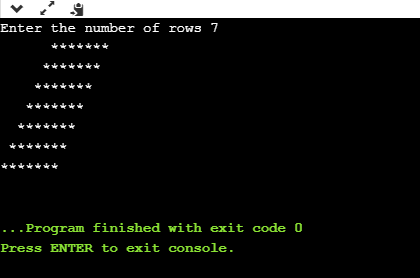 Enter the number of rows 7
      *******
     *******
    *******
   *******
  *******
 *******
*******
...Program finished with exit code 0
Press ENTER to exit console.